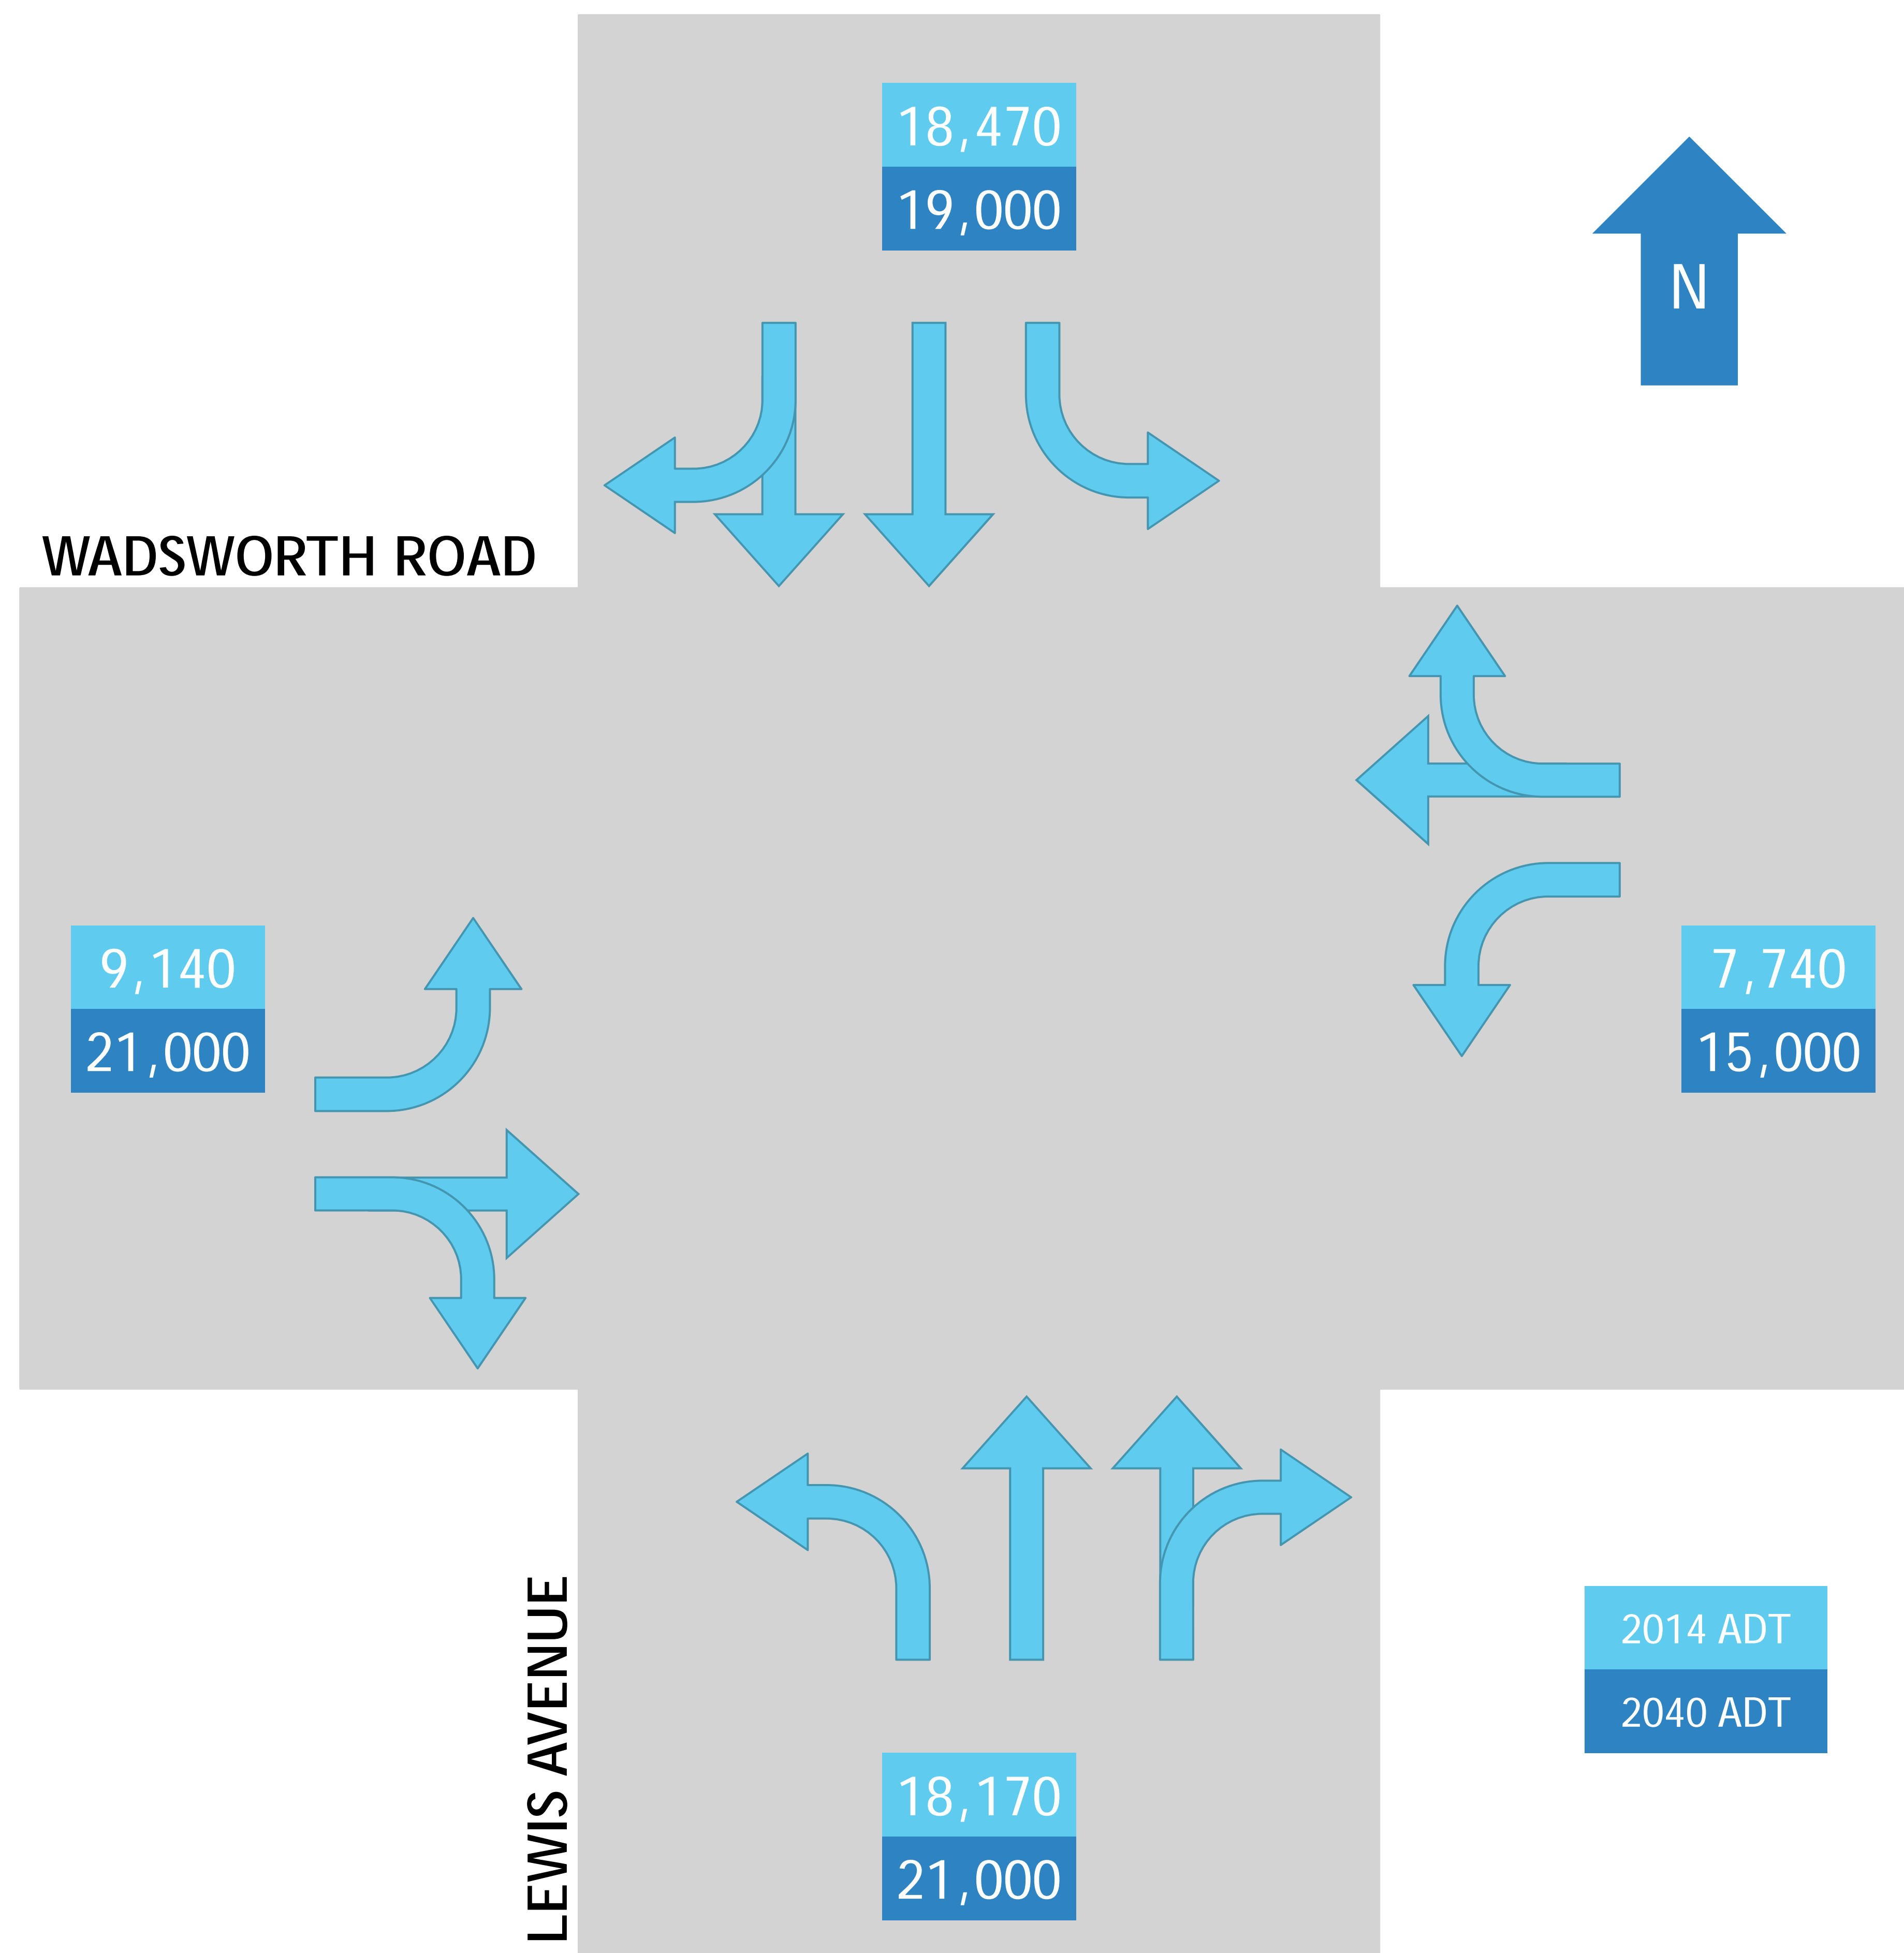 18,470
19,000
N
WADSWORTH ROAD
9,140
21,000
7,740
15,000
LEWIS AVENUE
2014 ADT
2040 ADT
18,170
21,000